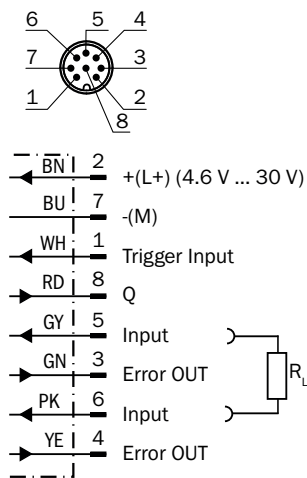 6 5 4
7 3
1 2
8
BN 2 +(L+) (4.6 V ... 30 V)
BU 7 -(M)
WH 1 Trigger Input
RD 8 Q
GY 5 Input
GN 3 Error OUT
RL
PK 6 Input
YE 4 Error OUT